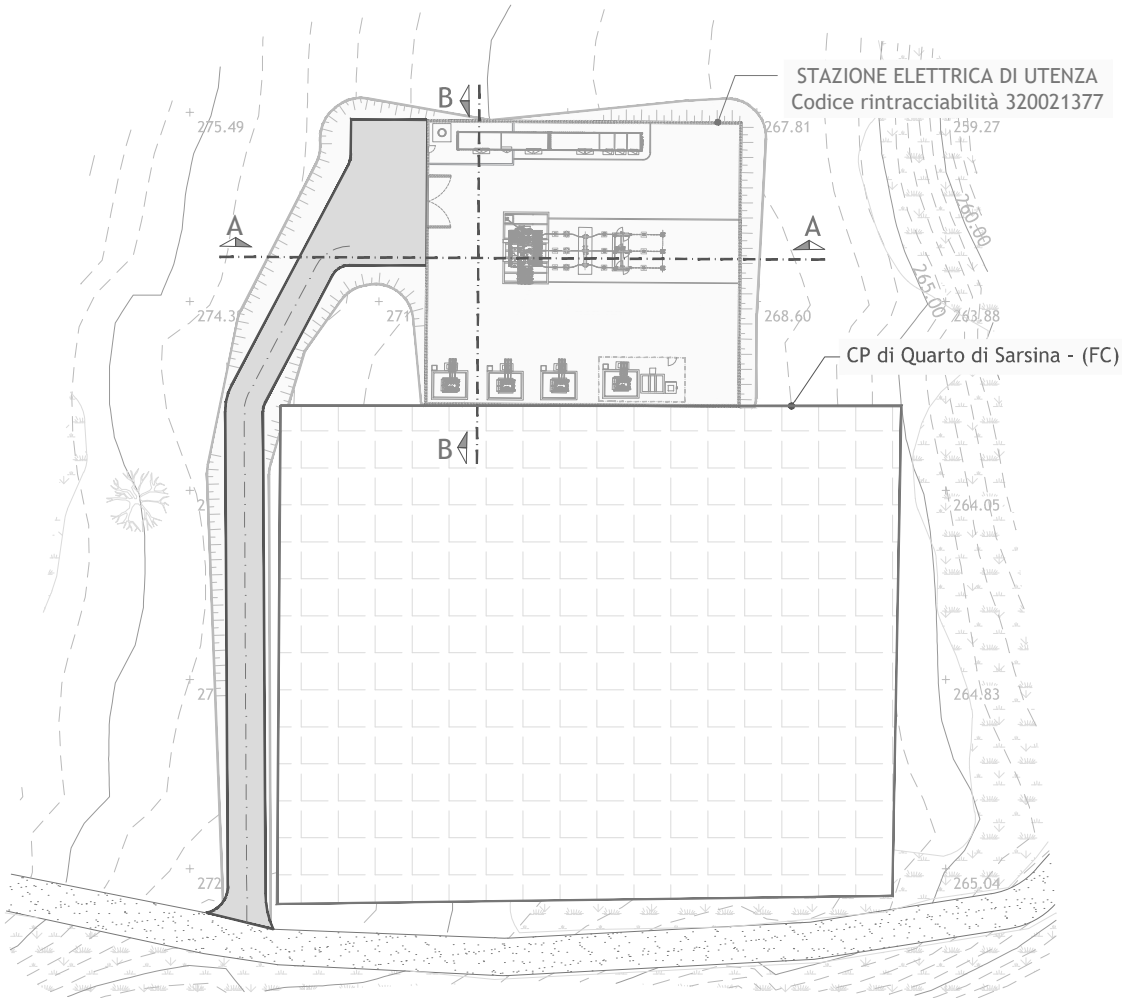 STAZIONE ELETTRICA DI UTENZA
Codice rintracciabilità 320021377
B
275.49
267.81
259.27
260.00
A
A
265.00
274.3
271
268.60
263.88
CP di Quarto di Sarsina - (FC)
B
2
264.05
27
264.83
272
265.04